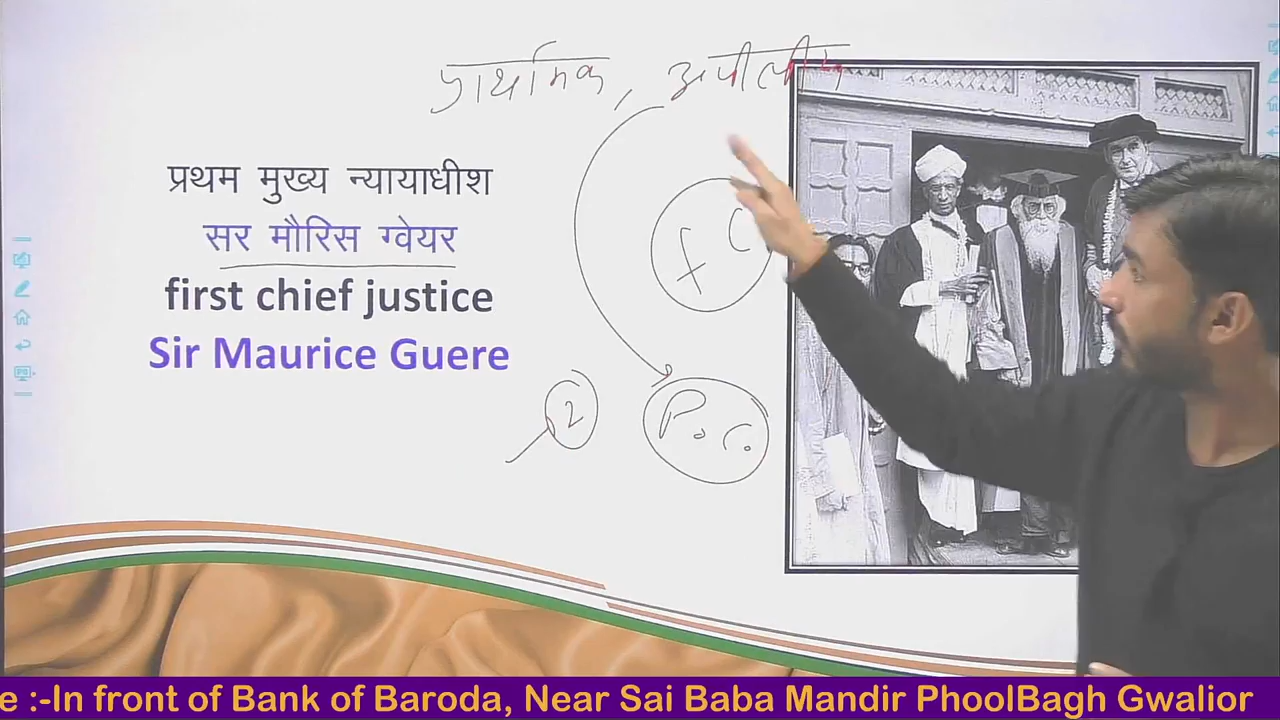 प्राथमिक, अपीलीय
प्रथम मुख्य न्यायाधीश
सर मौरिस ग्वेयर
first chief justice
Sir Maurice Guere
f C
2
P.C.
e :-In front of Bank of Baroda, Near Sai Baba Mandir PhoolBagh Gwalior